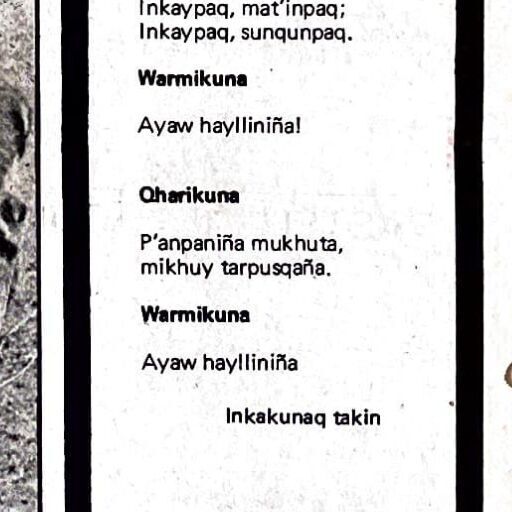 Inkaypaq, mat'inpaq;
Inkaypaq, sunqunpaq.
Warmikuna
Ayaw haylliniña!
Qharikuna
P'anpaniña mukhuta,
mikhuy tarpusqaña.
Warmikuna
Ayaw haylliniña
Inkakunaq takin